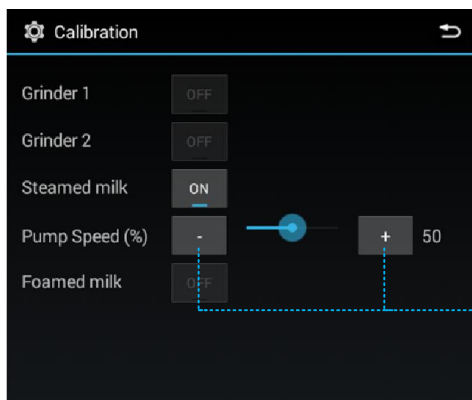 Calibration
Grinder 1 OFF
Grinder 2 OFF
Steamed milk ON
Pump Speed (%) - + 50
Foamed milk OFF